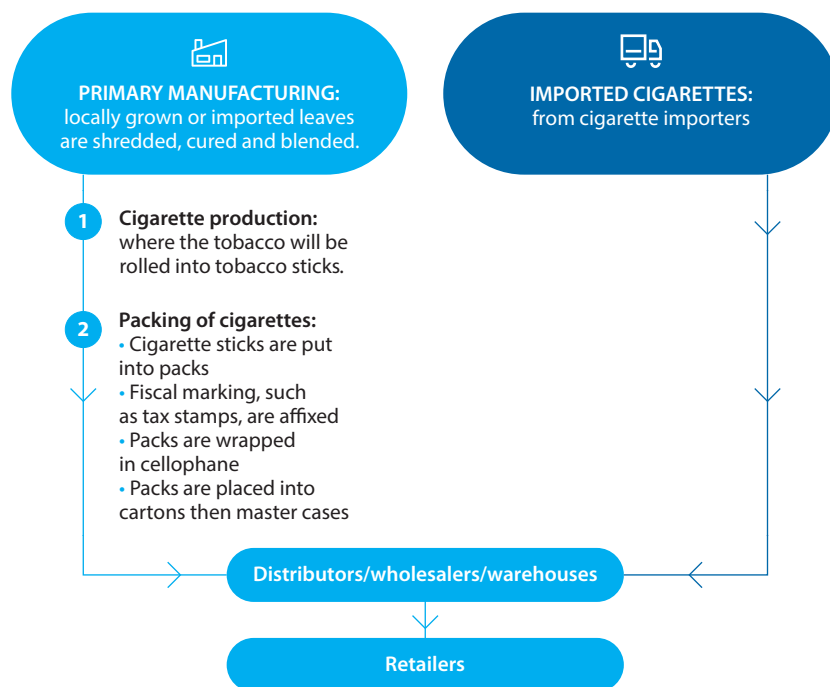 PRIMARY MANUFACTURING:
locally grown or imported leaves
are shredded, cured and blended.
IMPORTED CIGARETTES:
from cigarette importers
1
Cigarette production:
where the tobacco will be
rolled into tobacco sticks.
2
Packing of cigarettes:
• Cigarette sticks are put
into packs
• Fiscal marking, such
as tax stamps, are affixed
• Packs are wrapped
in cellophane
• Packs are placed into
cartons then master cases
Distributors/wholesalers/warehouses
Retailers